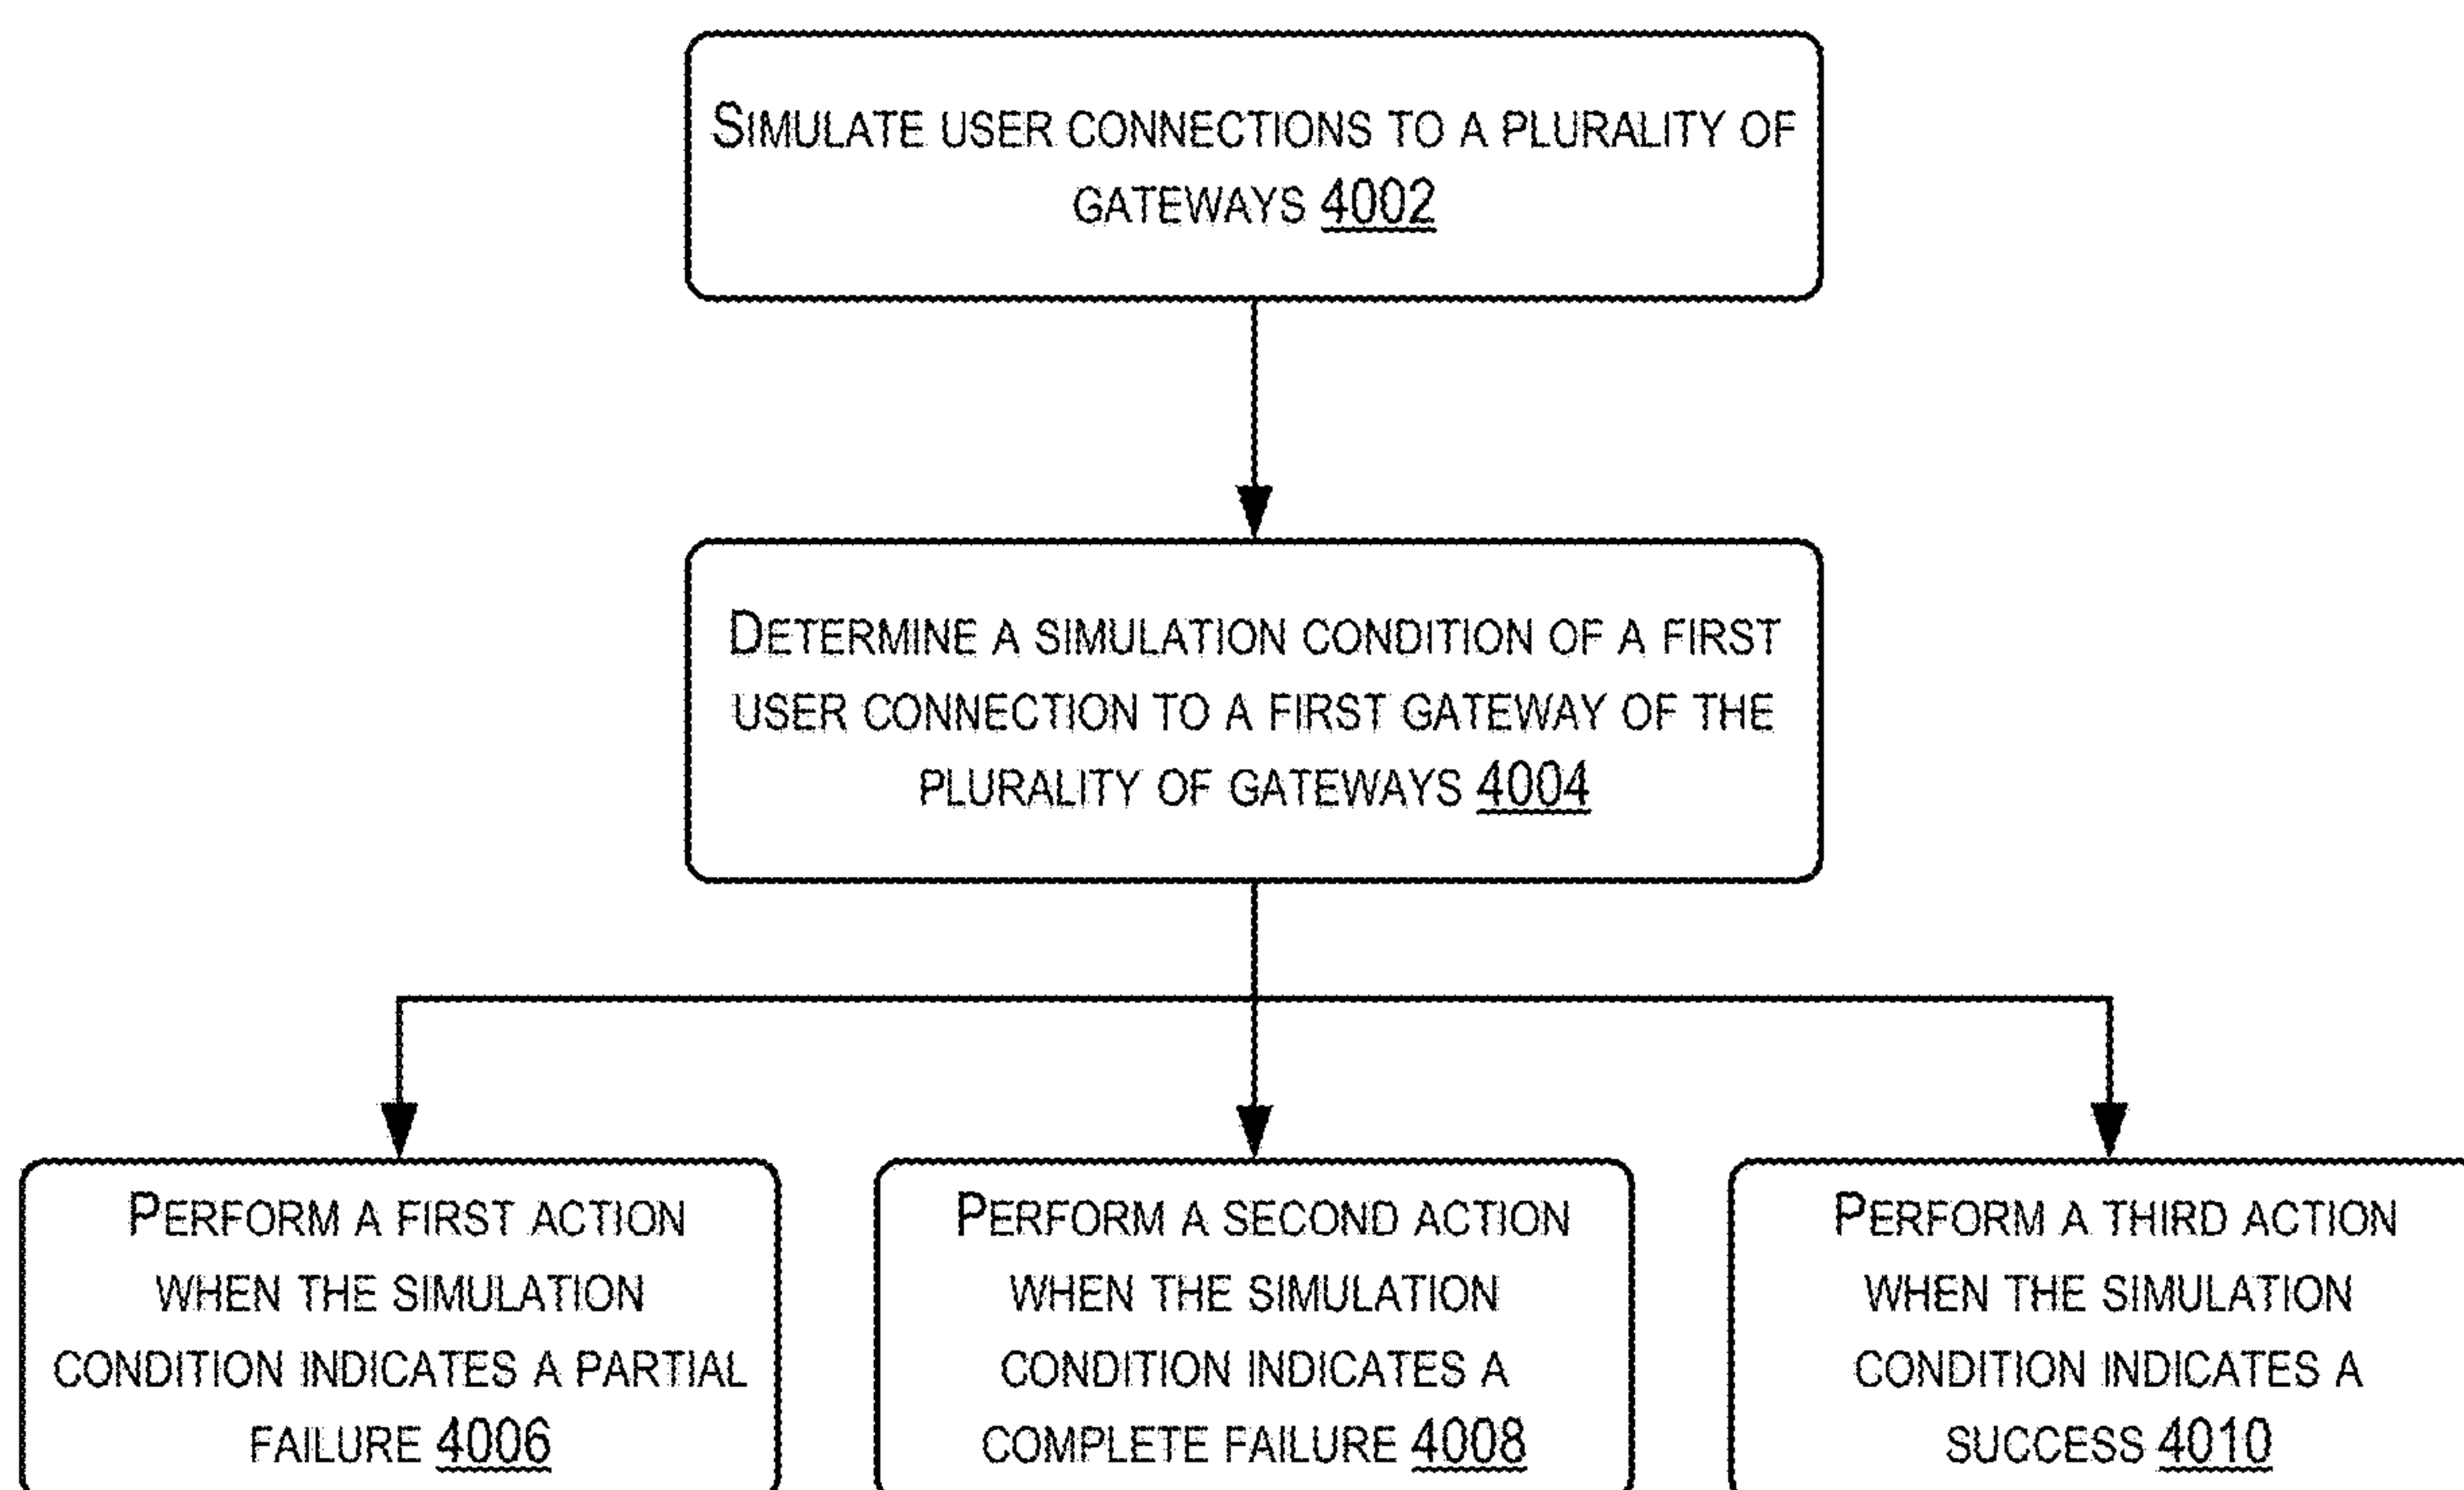 SIMULATE USER CONNECTIONS TO A PLURALITY OF
GATEWAYS 4002
DETERMINE A SIMULATION CONDITION OF A FIRST
USER CONNECTION TO A FIRST GATEWAY OF THE
PLURALITY OF GATEWAYS 4004
PERFORM A FIRST ACTION
WHEN THE SIMULATION
CONDITION INDICATES A PARTIAL
FAILURE 4006
PERFORM A SECOND ACTION
WHEN THE SIMULATION
CONDITION INDICATES A
COMPLETE FAILURE 4008
PERFORM A THIRD ACTION
WHEN THE SIMULATION
CONDITION INDICATES A
SUCCESS 4010